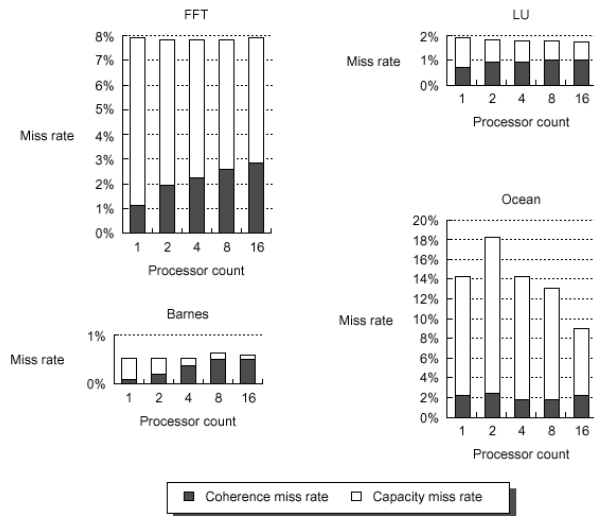 FFT
8%
7%
6%
5%
4%
3%
2%
1%
0%
Miss rate
1 2 4 8 16
Processor count
LU
2%
1%
0%
Miss rate
1 2 4 8 16
Processor count
Barnes
1%
0%
Miss rate
1 2 4 8 16
Processor count
Ocean
20%
18%
16%
14%
12%
10%
8%
6%
4%
2%
0%
Miss rate
1 2 4 8 16
Processor count
Coherence miss rate Capacity miss rate